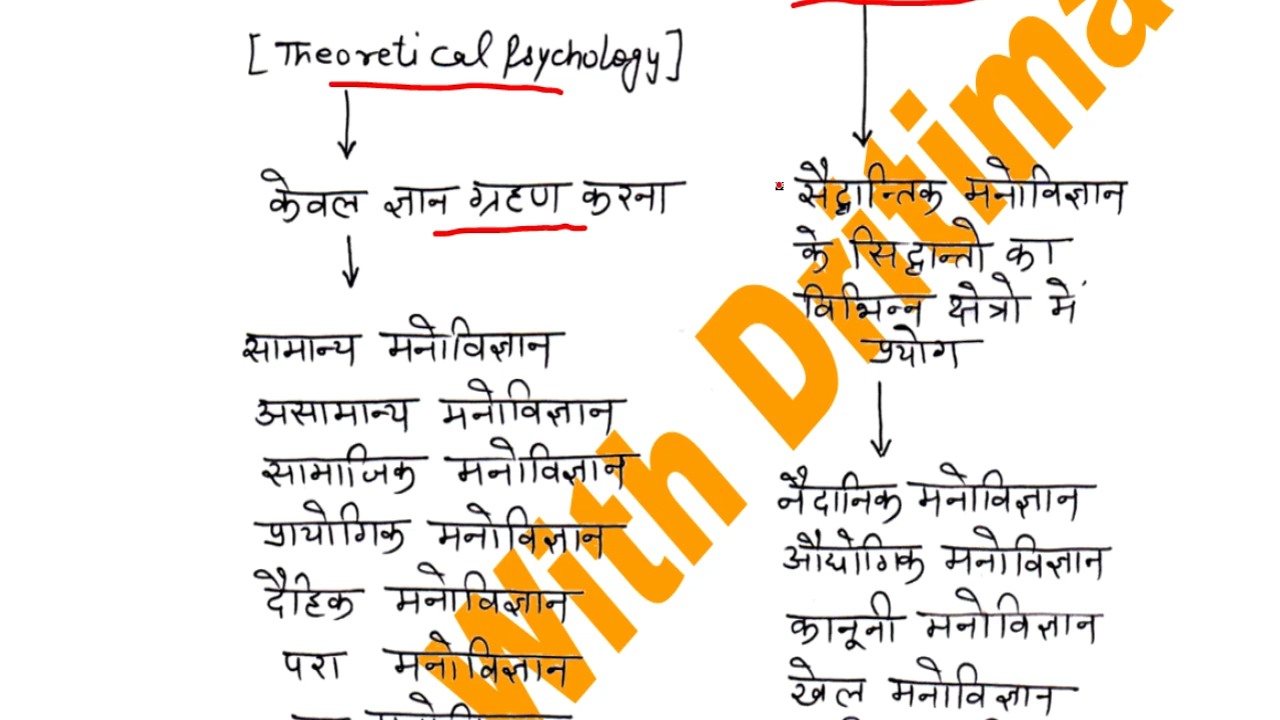 [Theoretical Psychology]
केवल ज्ञान ग्रहण करना
सामान्य मनोविज्ञान
असामान्य मनोविज्ञान
सामाजिक मनोविज्ञान
प्रायोगिक मनोविज्ञान
दैहिक मनोविज्ञान
परा मनोविज्ञान
सैद्धान्तिक मनोविज्ञान
के सिद्धान्तो का
विभिन्न क्षेत्रो में
प्रयोग
नैदानिक मनोविज्ञान
औद्योगिक मनोविज्ञान
कानूनी मनोविज्ञान
खेल मनोविज्ञान
With Dritima